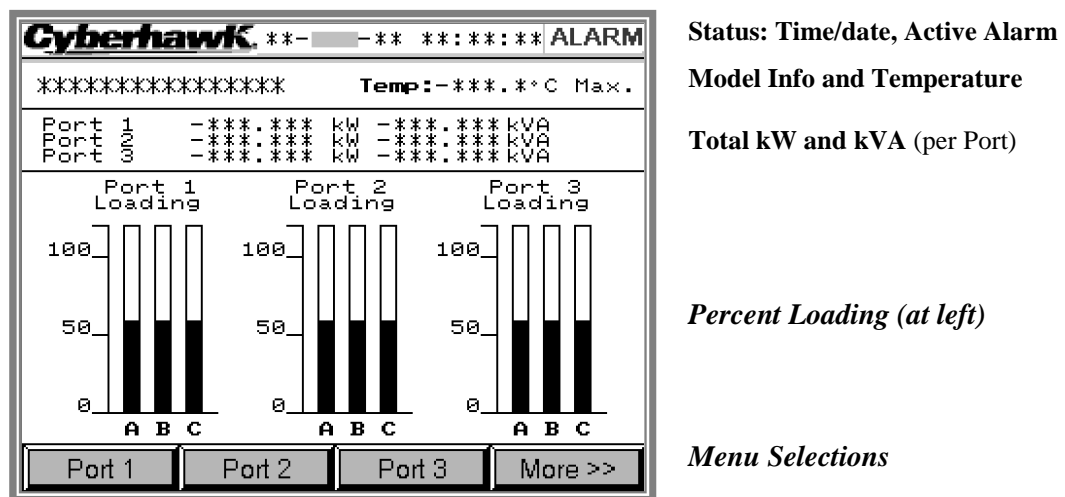 Cyberhawk. **- -** **:**:** ALARM
Status: Time/date, Active Alarm
**************** Temp:-***.*°C Max.
Model Info and Temperature
Port 1 -***.*** kW -***.*** kVA
Port 2 -***.*** kW -***.*** kVA
Port 3 -***.*** kW -***.*** kVA
Total kW and kVA (per Port)
Port 1 Port 2 Port 3
Loading Loading Loading
100 100 100
50 50 50
Percent Loading (at left)
0 0 0
A B C A B C A B C
Port 1 Port 2 Port 3 More >>
Menu Selections